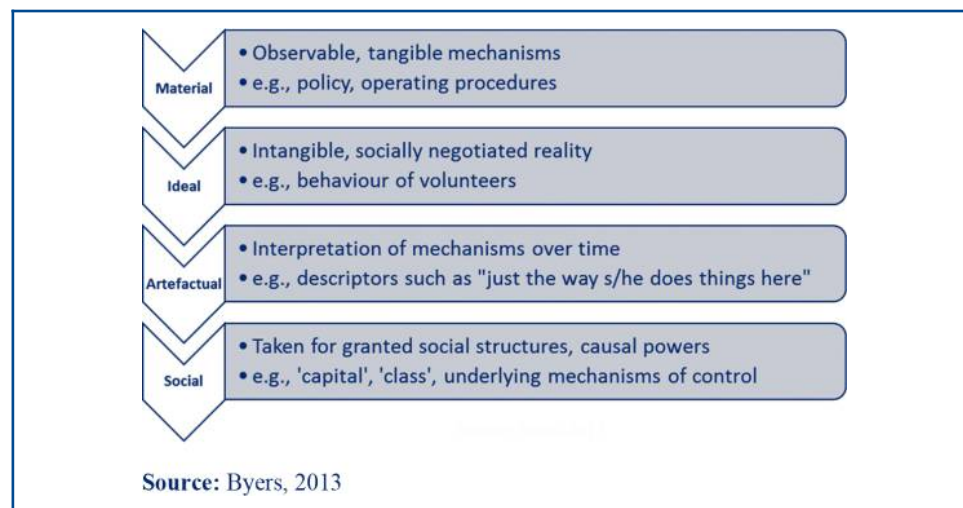 • Observable, tangible mechanisms
Material
• e.g., policy, operating procedures
• Intangible, socially negotiated reality
Ideal
• e.g., behaviour of volunteers
• Interpretation of mechanisms over time
Artefactual
• e.g., descriptors such as "just the way s/he does things here"
• Taken for granted social structures, causal powers
Social
• e.g., 'capital', 'class', underlying mechanisms of control
Source: Byers, 2013